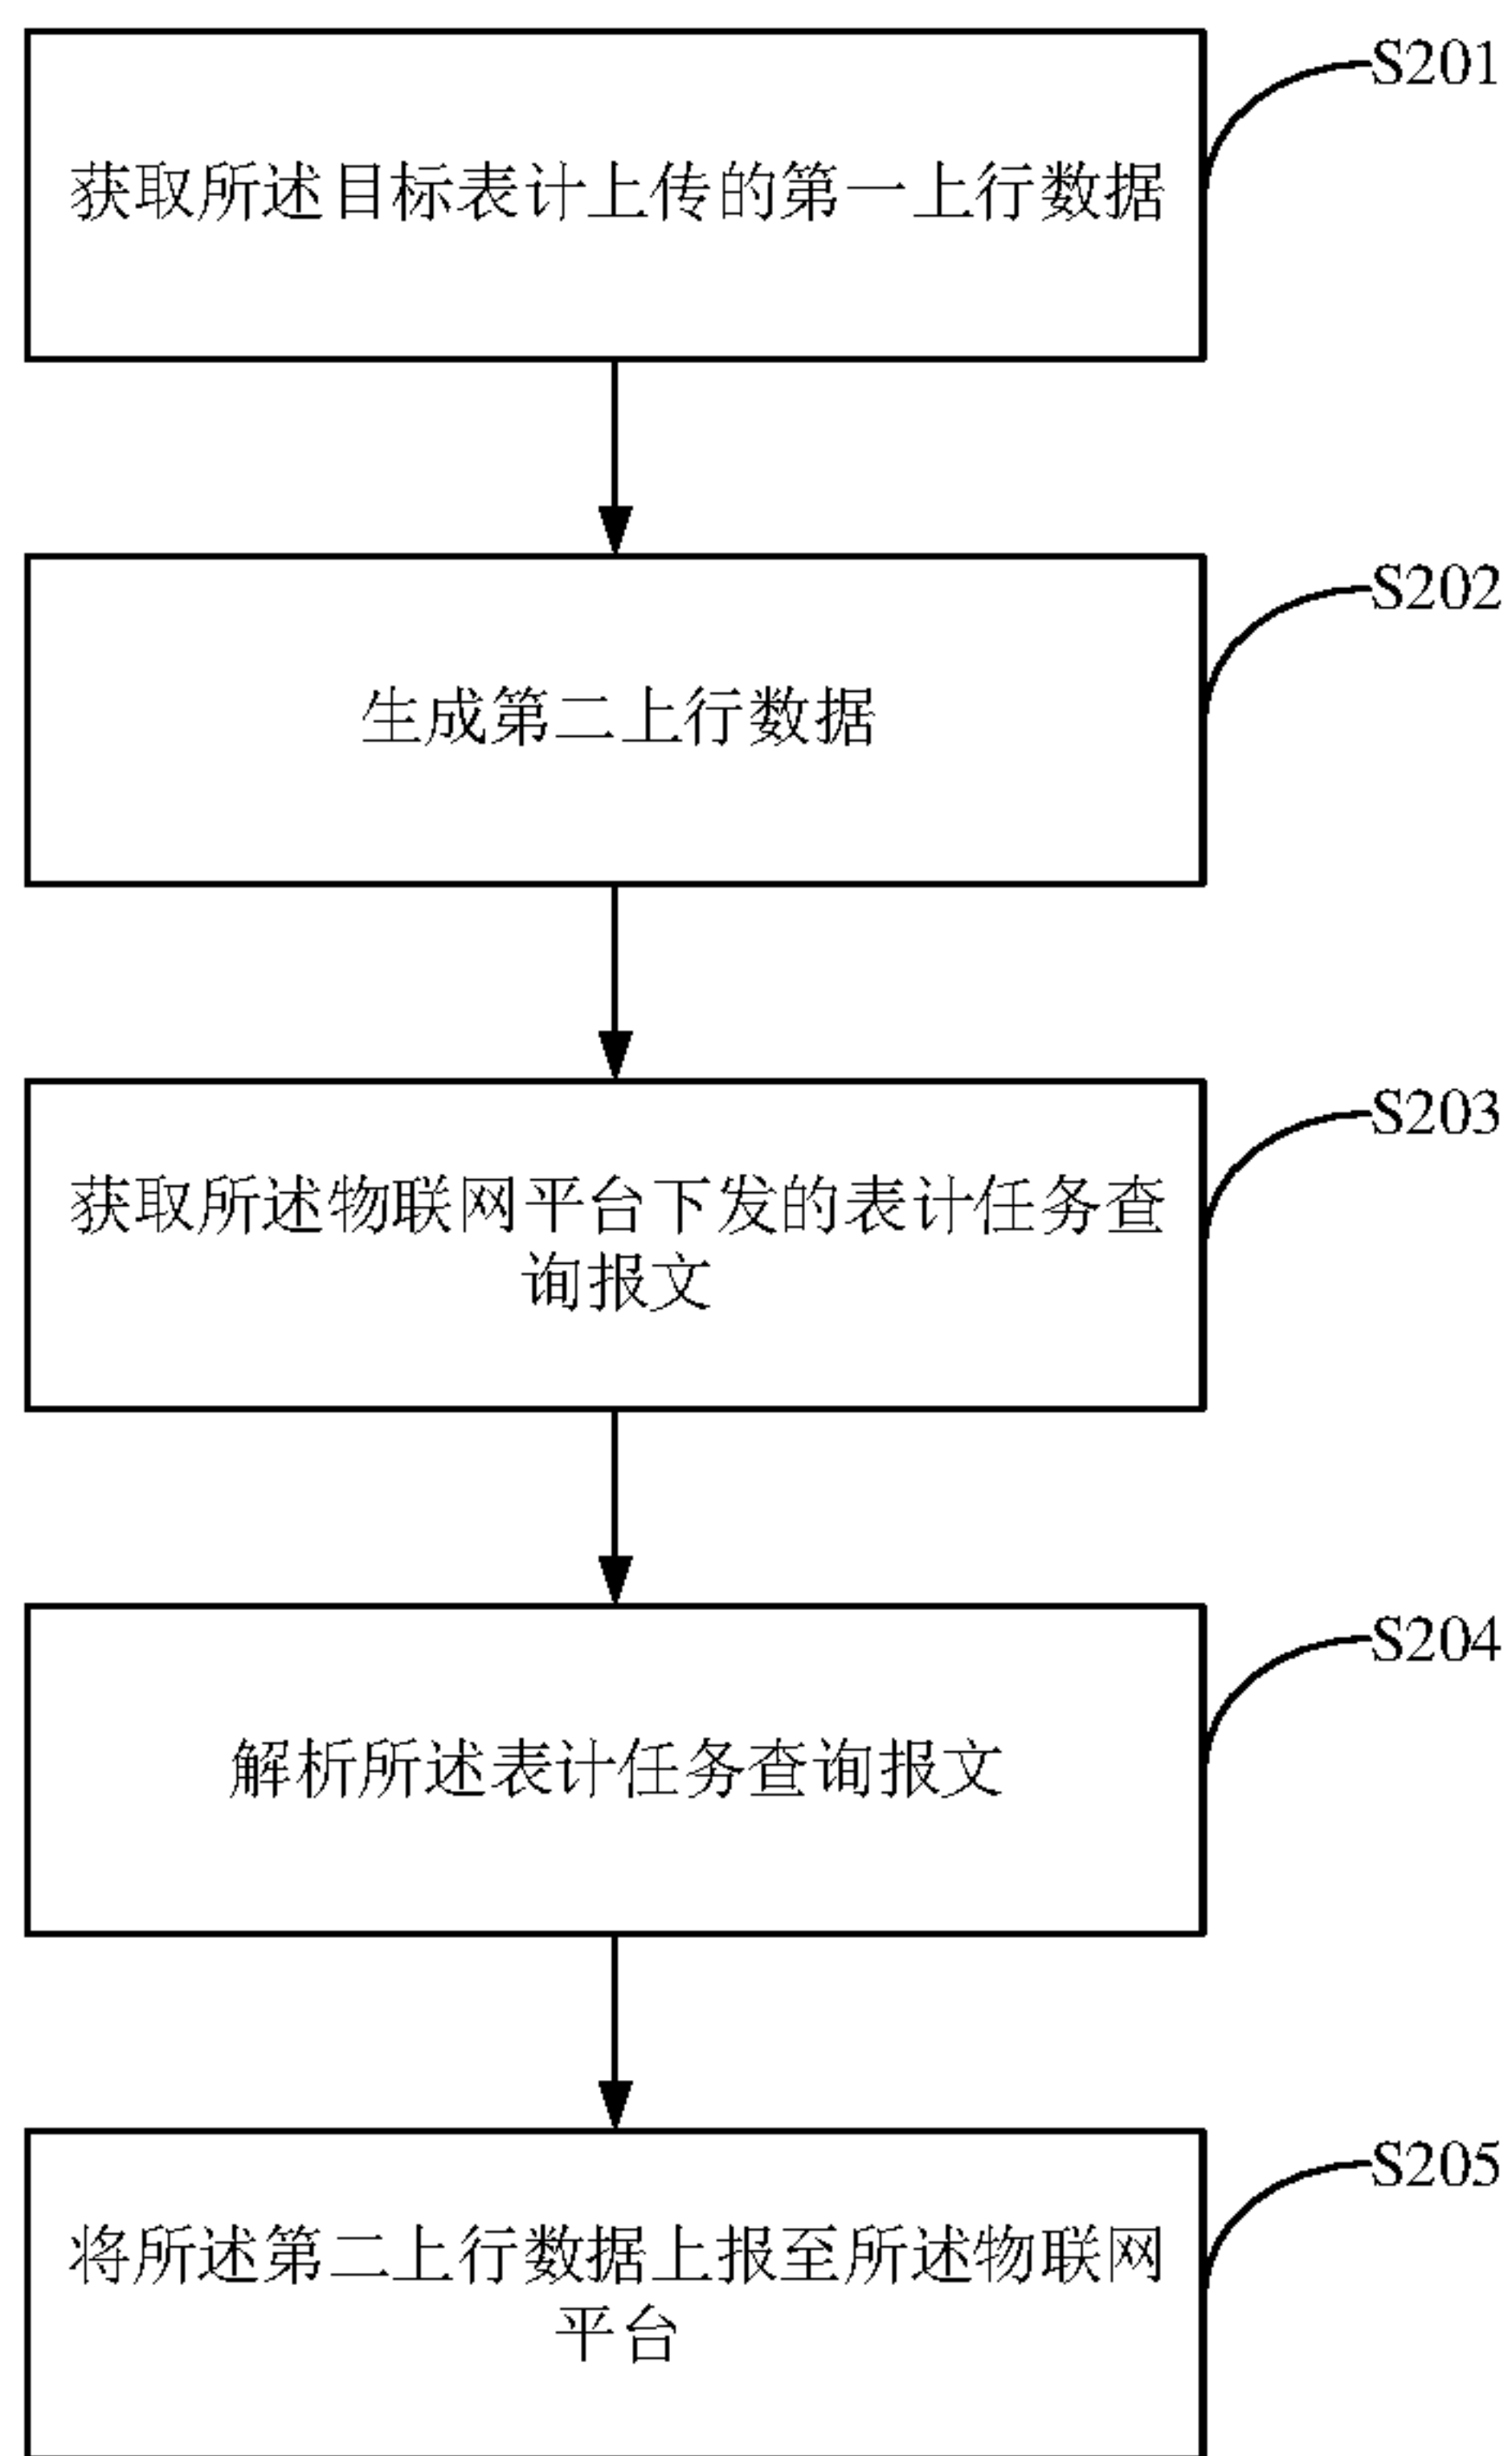 S201
获取所述目标表计上传的第一上行数据
S202
生成第二上行数据
S203
获取所述物联网平台下发的表计任务查
询报文
S204
解析所述表计任务查询报文
S205
将所述第二上行数据上报至所述物联网
平台